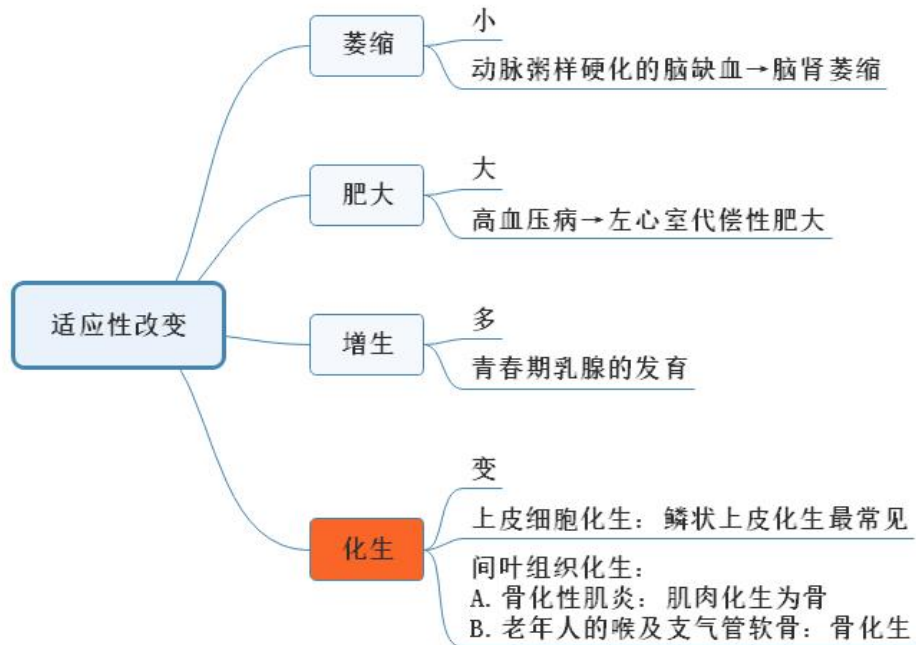 适应性改变
萎缩
小
动脉粥样硬化的脑缺血→脑肾萎缩
肥大
大
高血压病→左心室代偿性肥大
增生
多
青春期乳腺的发育
化生
变
上皮细胞化生：鳞状上皮化生最常见
间叶组织化生：
A. 骨化性肌炎：肌肉化生为骨
B. 老年人的喉及支气管软骨：骨化生